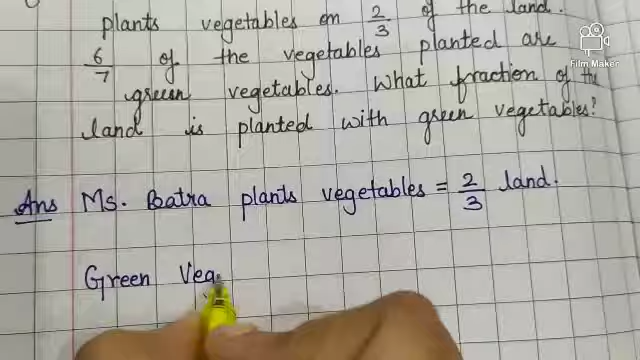 plants vegetables on 2/3 of the land.
6/7 of the vegetables planted are
green vegetables. What fraction of the
land is planted with green vegetables?
Ans Ms. Batra plants vegetables = 2/3 land.
Green Veg
Film Maker